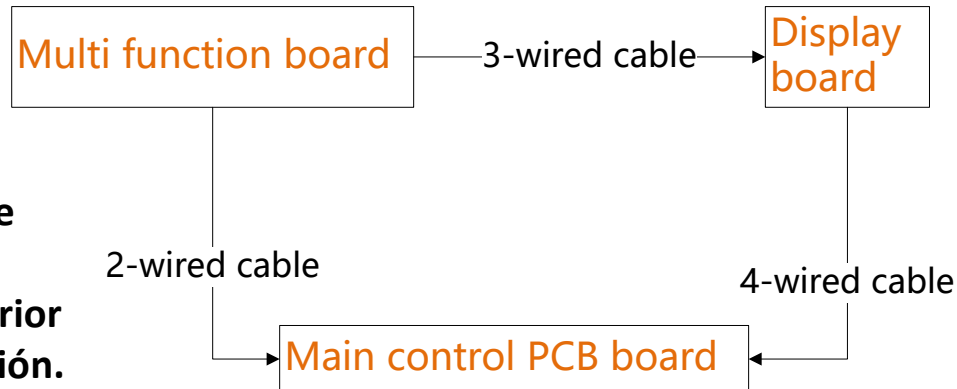 Multi function board
3-wired cable
Display
board
e
2-wired cable
4-wired cable
rior
ión.
Main control PCB board